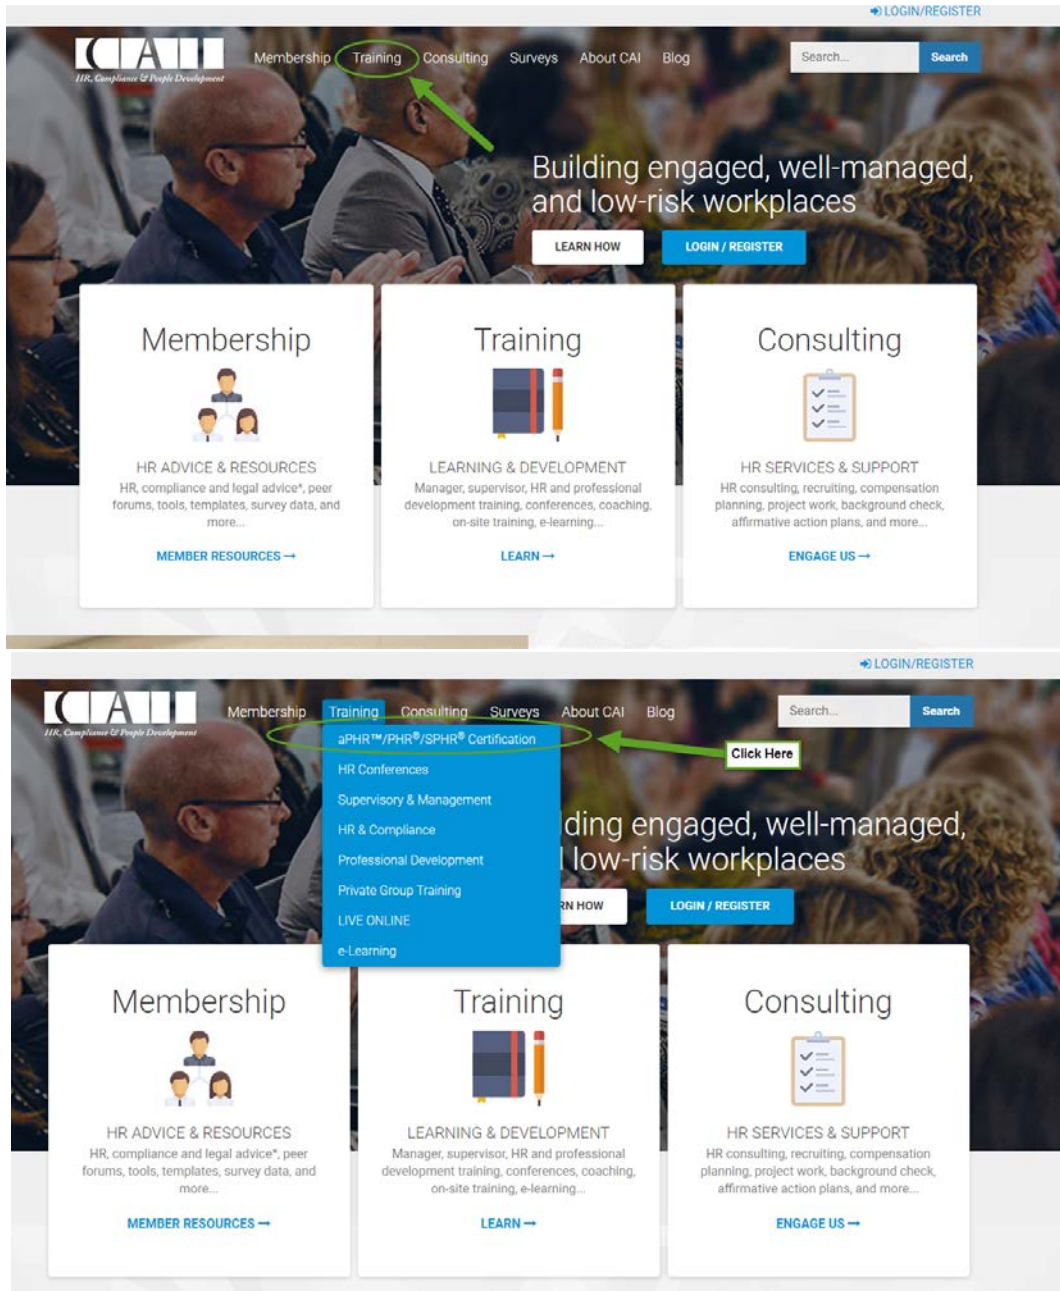 LOGIN/REGISTER
CAI
HR, Compliance & People Development
Membership Training Consulting Surveys About CAI Blog
Search... Search
Building engaged, well-managed,
and low-risk workplaces
LEARN HOW LOGIN / REGISTER
Membership
HR ADVICE & RESOURCES
HR, compliance and legal advice*, peer
forums, tools, templates, survey data, and
more...
MEMBER RESOURCES →
Training
LEARNING & DEVELOPMENT
Manager, supervisor, HR and professional
development training, conferences, coaching,
on-site training, e-learning...
LEARN →
Consulting
HR SERVICES & SUPPORT
HR consulting, recruiting, compensation
planning, project work, background check,
affirmative action plans, and more...
ENGAGE US →
LOGIN/REGISTER
CAI
HR, Compliance & People Development
Membership Training Consulting Surveys About CAI Blog
Search... Search
aPHR™/PHR®/SPHR® Certification
Click Here
HR Conferences
Supervisory & Management
HR & Compliance
Professional Development
Private Group Training
LIVE ONLINE
e-Learning
ding engaged, well-managed,
low-risk workplaces
RN HOW LOGIN / REGISTER
Membership
HR ADVICE & RESOURCES
HR, compliance and legal advice*, peer
forums, tools, templates, survey data, and
more...
MEMBER RESOURCES →
Training
LEARNING & DEVELOPMENT
Manager, supervisor, HR and professional
development training, conferences, coaching,
on-site training, e-learning...
LEARN →
Consulting
HR SERVICES & SUPPORT
HR consulting, recruiting, compensation
planning, project work, background check,
affirmative action plans, and more...
ENGAGE US →